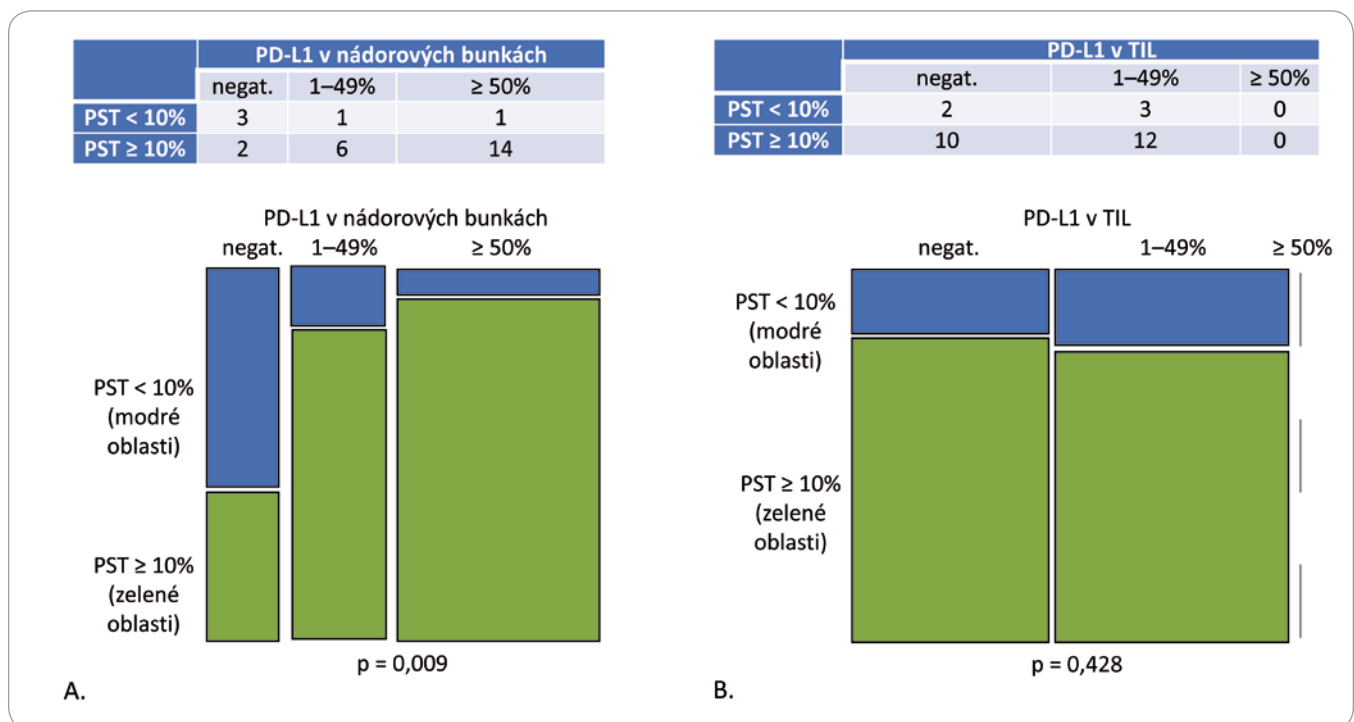 PD-L1 v nádorových bunkách
negat. 1–49% ≥ 50%
PST < 10% 3 1 1
PST ≥ 10% 2 6 14
PD-L1 v nádorových bunkách
negat. 1–49% ≥ 50%
PST < 10%
(modré
oblasti)
PST ≥ 10%
(zelené
oblasti)
p = 0,009
A.
PD-L1 v TIL
negat. 1–49% ≥ 50%
PST < 10% 2 3 0
PST ≥ 10% 10 12 0
PD-L1 v TIL
negat. 1–49% ≥ 50%
PST < 10%
(modré
oblasti)
PST ≥ 10%
(zelené
oblasti)
p = 0,428
B.